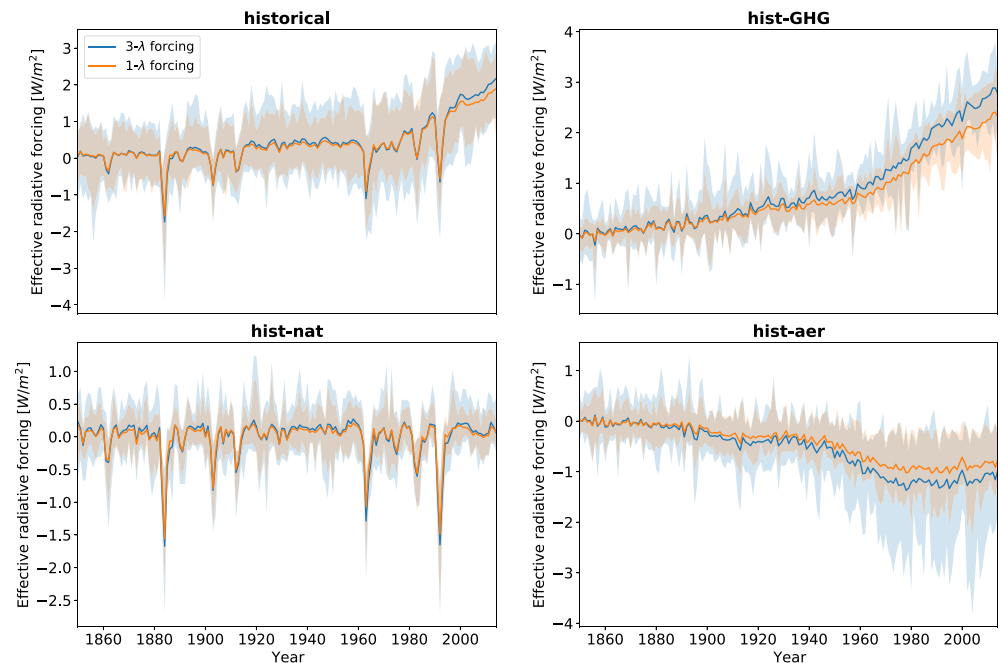 historical
3-λ forcing
1-λ forcing
Effective radiative forcing [W/m²]
3
2
1
0
−1
−2
−3
−4
hist-GHG
Effective radiative forcing [W/m²]
4
3
2
1
0
−1
hist-nat
Effective radiative forcing [W/m²]
1.0
0.5
0.0
−0.5
−1.0
−1.5
−2.0
−2.5
1860 1880 1900 1920 1940 1960 1980 2000
Year
hist-aer
Effective radiative forcing [W/m²]
1
0
−1
−2
−3
−4
1860 1880 1900 1920 1940 1960 1980 2000
Year